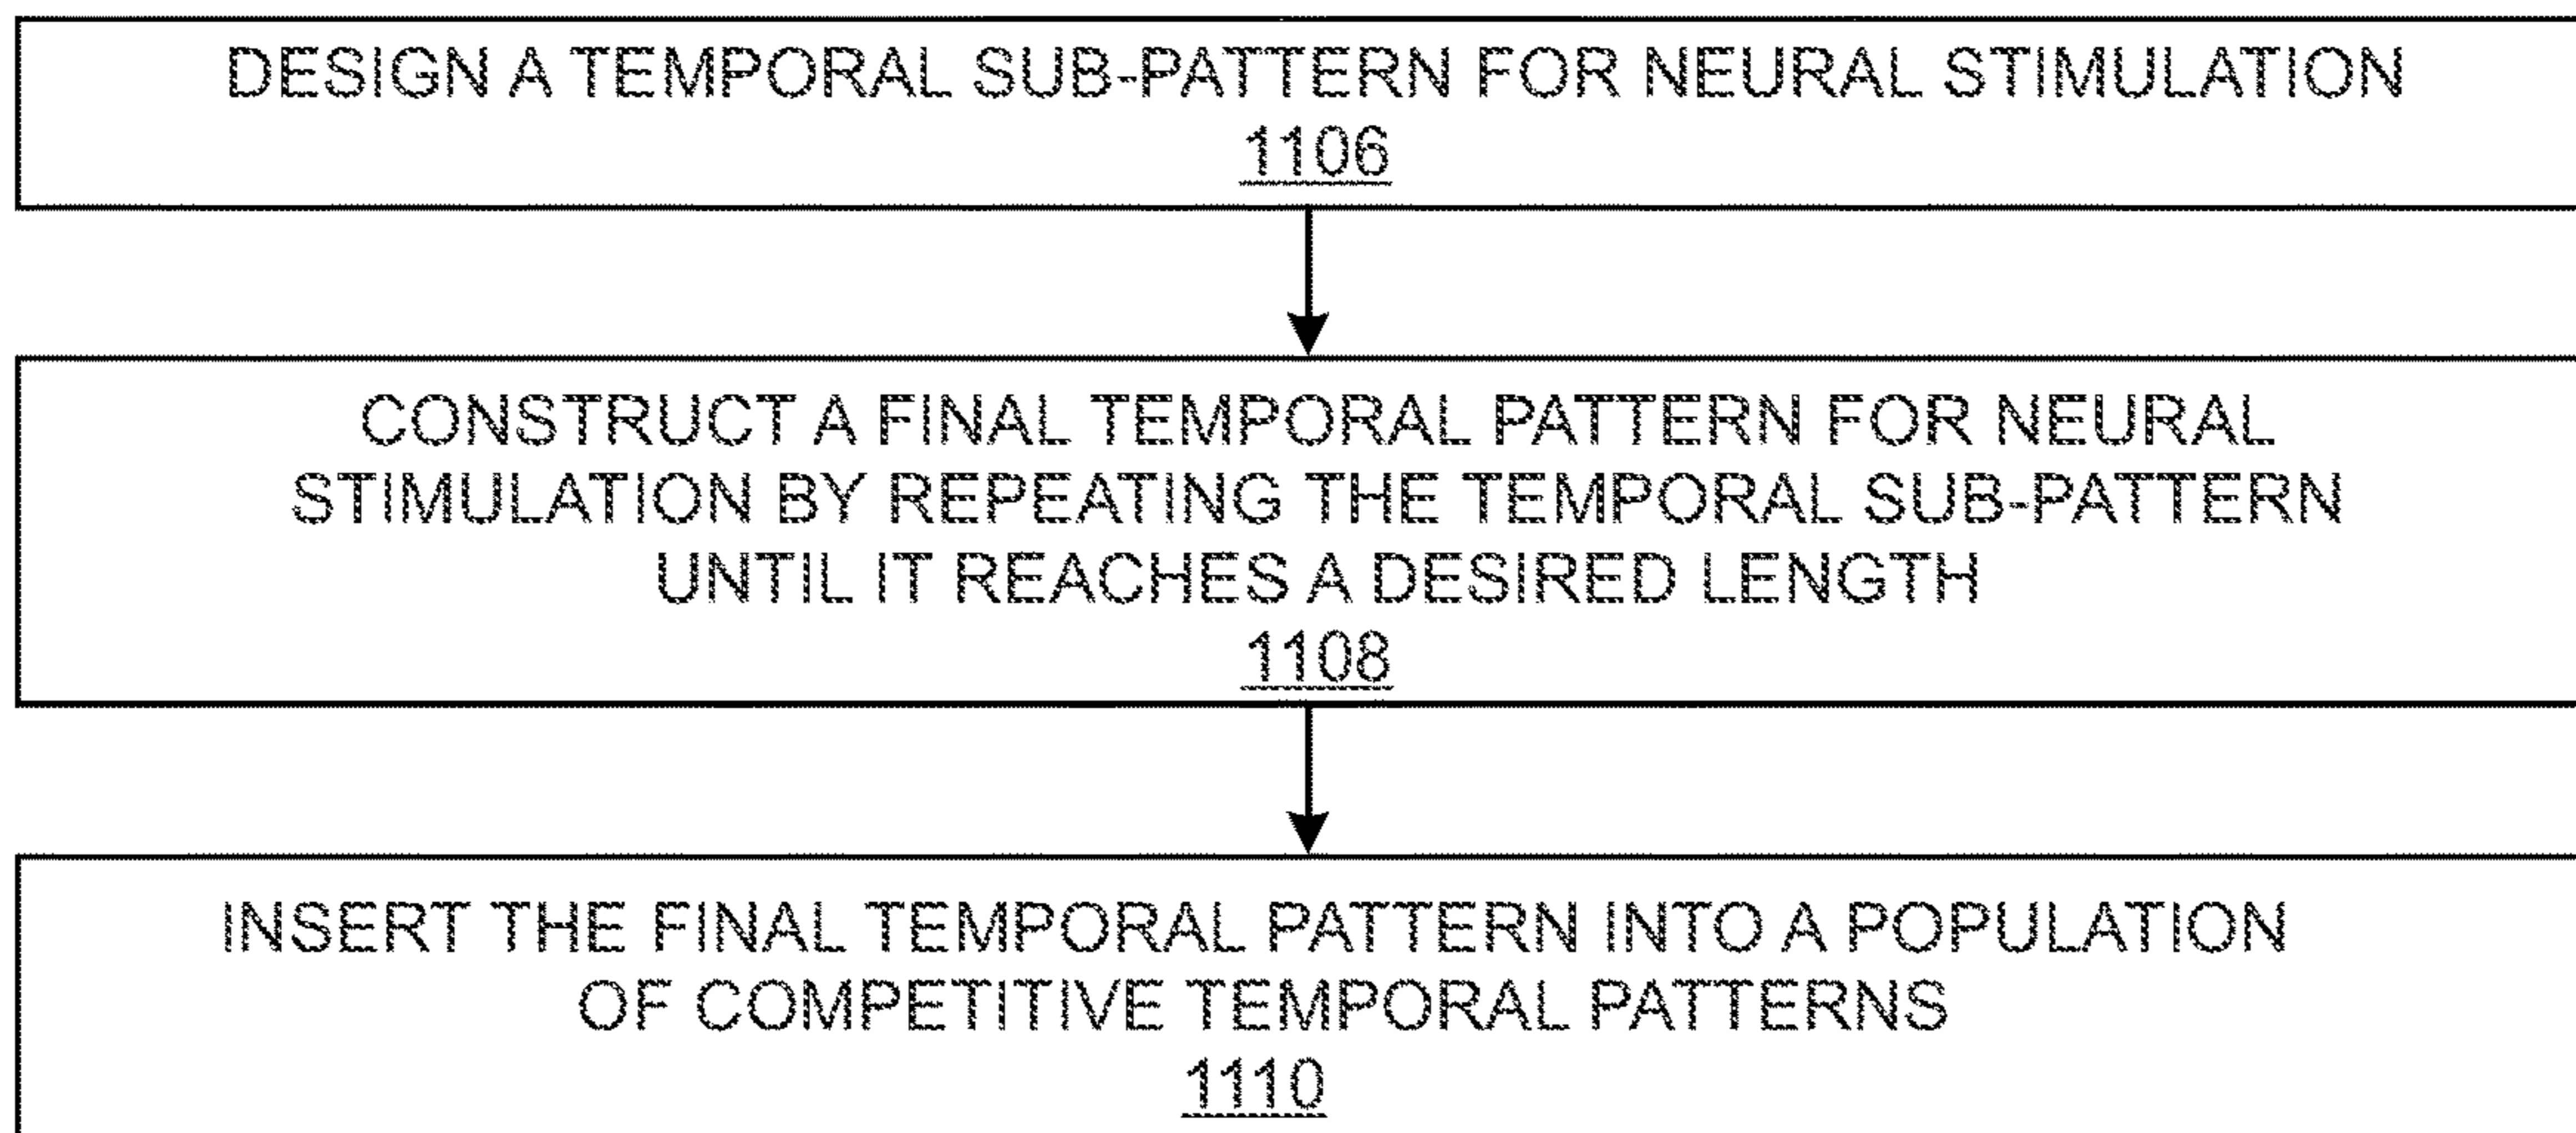 DESIGN A TEMPORAL SUB-PATTERN FOR NEURAL STIMULATION
1106
CONSTRUCT A FINAL TEMPORAL PATTERN FOR NEURAL
STIMULATION BY REPEATING THE TEMPORAL SUB-PATTERN
UNTIL IT REACHES A DESIRED LENGTH
1108
INSERT THE FINAL TEMPORAL PATTERN INTO A POPULATION
OF COMPETITIVE TEMPORAL PATTERNS
1110